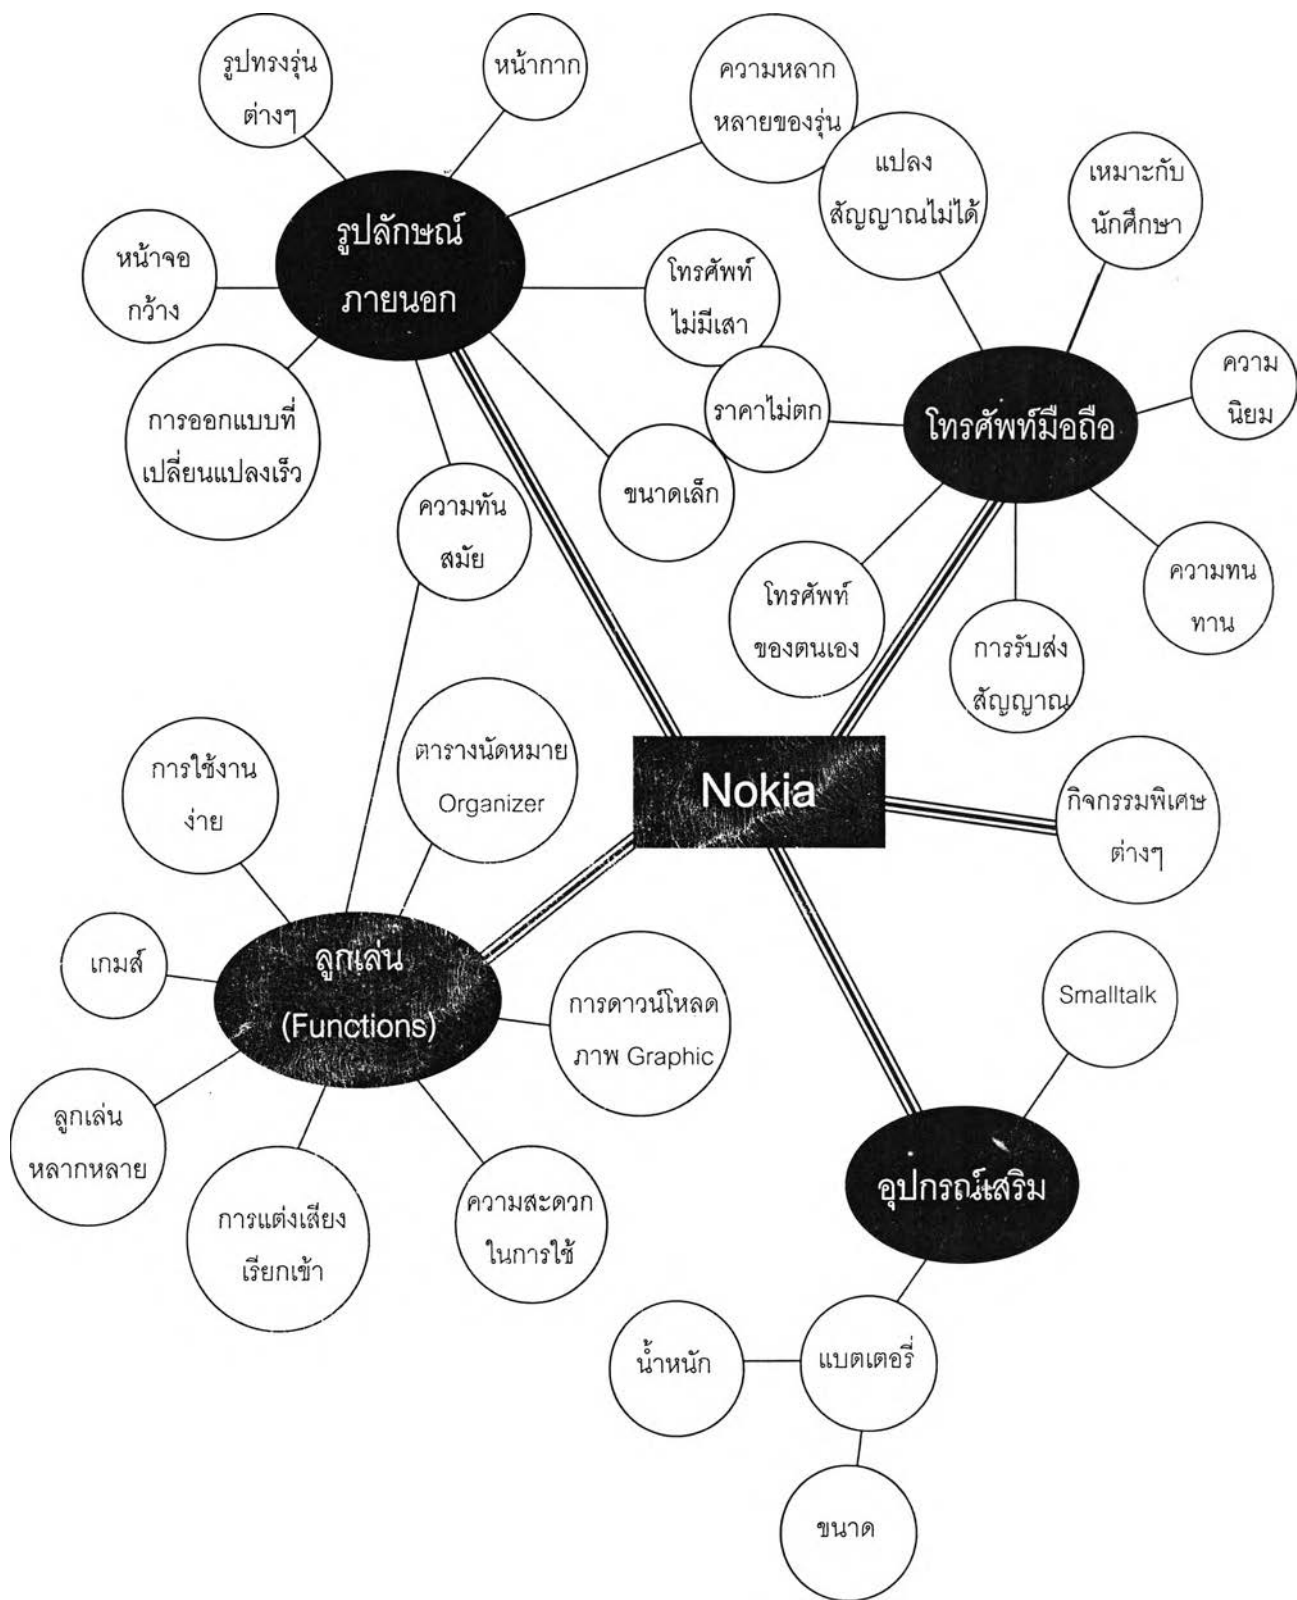 รูปทรงรุ่น
ต่างๆ
หน้ากาก
ความหลาก
หลายของรุ่น
แปลง
สัญญาณไม่ได้
เหมาะกับ
นักศึกษา
รูปลักษณ์
ภายนอก
หน้าจอ
กว้าง
โทรศัพท์
ไม่มีเสา
ความ
นิยม
การออกแบบที่
เปลี่ยนแปลงเร็ว
ราคาไม่ตก
โทรศัพท์มือถือ
ความทัน
สมัย
ขนาดเล็ก
โทรศัพท์
ของตนเอง
การรับส่ง
สัญญาณ
ความทน
ทาน
การใช้งาน
ง่าย
ตารางนัดหมาย
Organizer
Nokia
กิจกรรมพิเศษ
ต่างๆ
เกมส์
ลูกเล่น
(Functions)
การดาวน์โหลด
ภาพ Graphic
Smalltalk
ลูกเล่น
หลากหลาย
การแต่งเสียง
เรียกเข้า
ความสะดวก
ในการใช้
อุปกรณ์เสริม
น้ำหนัก
แบตเตอรี่
ขนาด